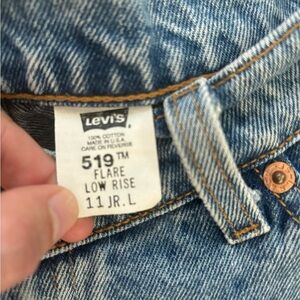 LEVI'S
100% COTTON
MADE IN U.S.A.
CARE ON REVERSE
519™
FLARE
LOW RISE
11 JR. L